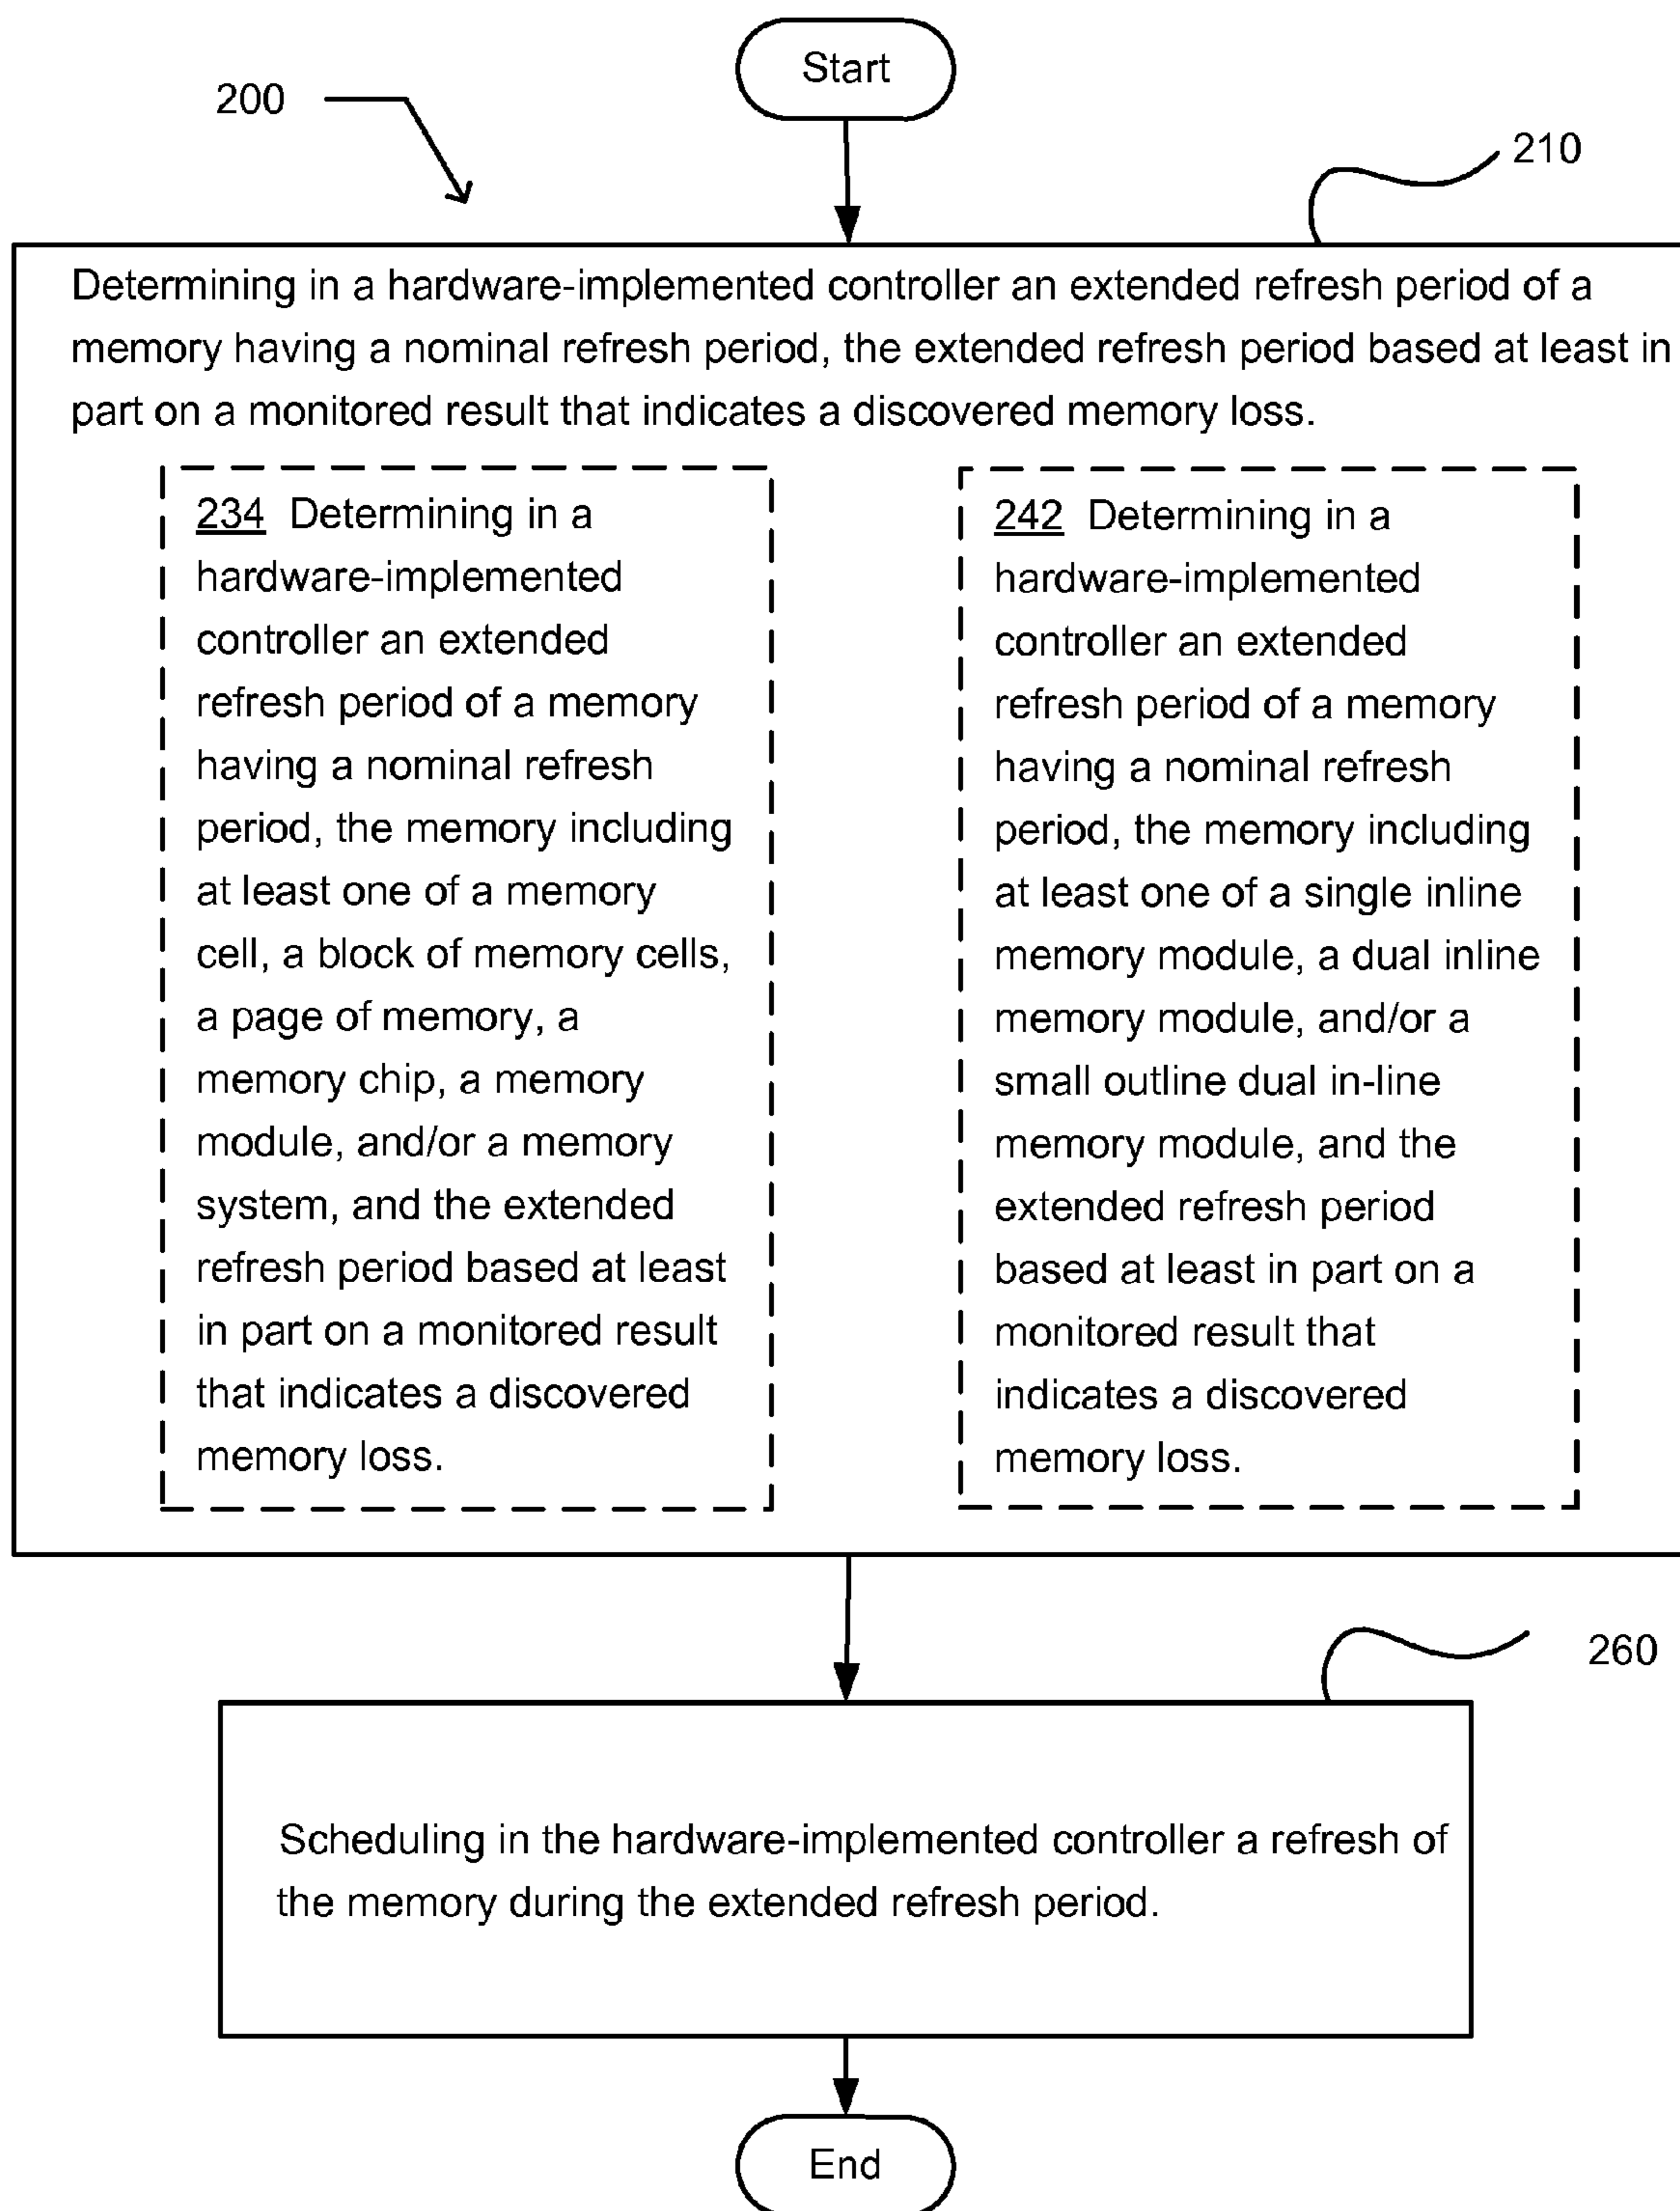 Start
200
210
Determining in a hardware-implemented controller an extended refresh period of a
memory having a nominal refresh period, the extended refresh period based at least in
part on a monitored result that indicates a discovered memory loss.
234 Determining in a
hardware-implemented
controller an extended
refresh period of a memory
having a nominal refresh
period, the memory including
at least one of a memory
cell, a block of memory cells,
a page of memory, a
memory chip, a memory
module, and/or a memory
system, and the extended
refresh period based at least
in part on a monitored result
that indicates a discovered
memory loss.
242 Determining in a
hardware-implemented
controller an extended
refresh period of a memory
having a nominal refresh
period, the memory including
at least one of a single inline
memory module, a dual inline
memory module, and/or a
small outline dual in-line
memory module, and the
extended refresh period
based at least in part on a
monitored result that
indicates a discovered
memory loss.
260
Scheduling in the hardware-implemented controller a refresh of
the memory during the extended refresh period.
End